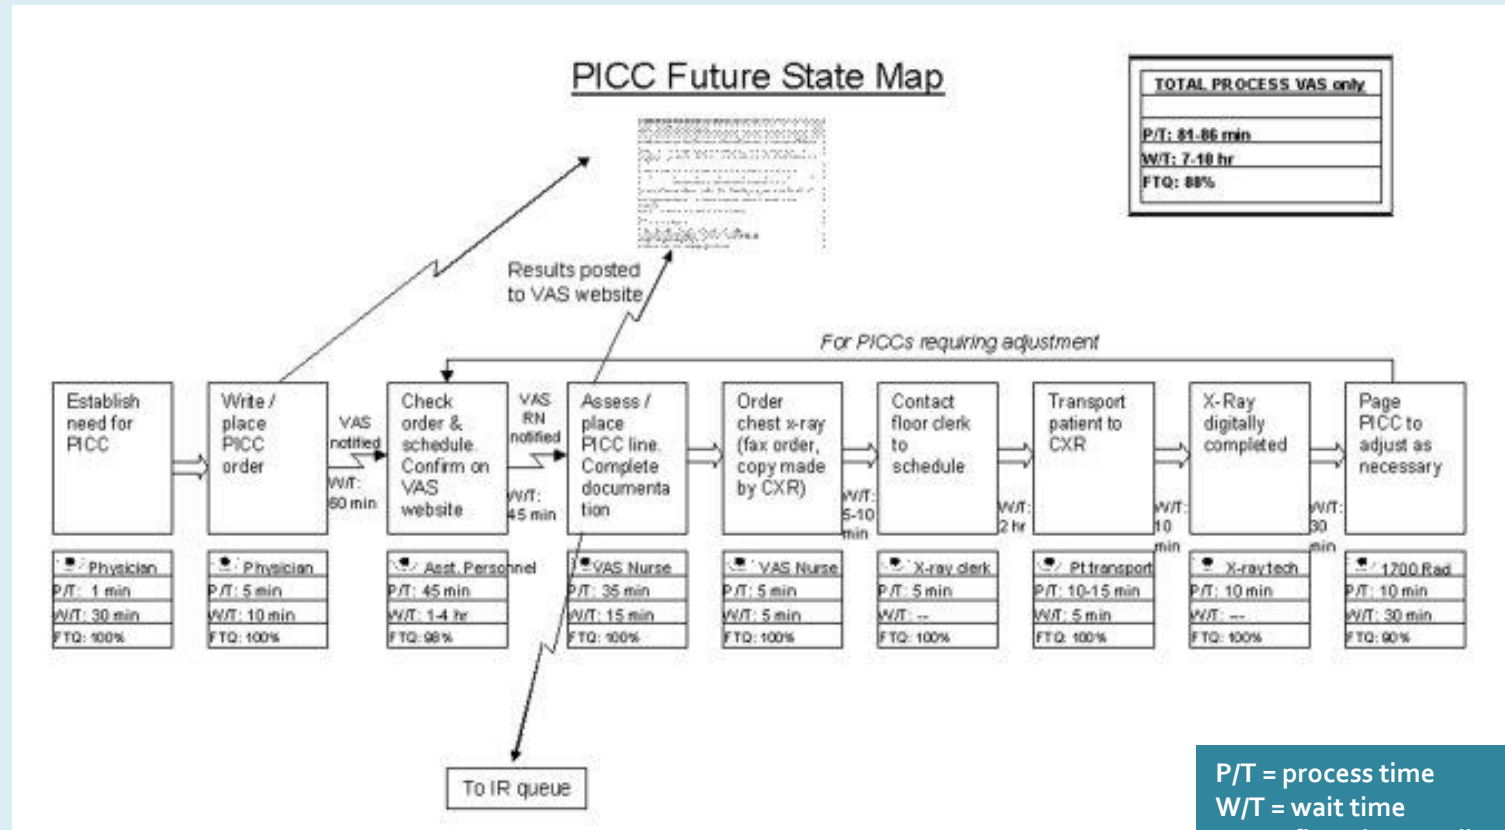 PICC Future State Map
TOTAL PROCESS VAS only
P/T: 81-86 min
W/T: 7-18 hr
FTQ: 88%
Results posted
to VAS website
For PICCs requiring adjustment
Establish
need for
PICC
Write /
place
PICC
order
VAS
notified
W/T:
60 min
Check
order &
schedule.
Confirm on
VAS
website
VAS
RN
notified
W/T:
45 min
Assess /
place
PICC line.
Complete
documenta
tion
Order
chest x-ray
(fax order,
copy made
by CXR)
W/T:
5-10
min
Contact
floor clerk
to
schedule
W/T:
2 hr
Transport
patient to
CXR
W/T:
10
min
X-Ray
digitally
completed
W/T:
30
min
Page
PICC to
adjust as
necessary
Physician
P/T: 1 min
W/T: 30 min
FTQ: 100%
Physician
P/T: 5 min
W/T: 10 min
FTQ: 100%
Asst. Personnel
P/T: 45 min
W/T: 1-4 hr
FTQ: 98%
VAS Nurse
P/T: 35 min
W/T: 15 min
FTQ: 100%
VAS Nurse
P/T: 5 min
W/T: 5 min
FTQ: 100%
X-ray clerk
P/T: 5 min
W/T: --
FTQ: 100%
Pt transport
P/T: 10-15 min
W/T: 5 min
FTQ: 100%
X-ray tech
P/T: 10 min
W/T: ---
FTQ: 100%
1700 Rad
P/T: 10 min
W/T: 30 min
FTQ: 90%
To IR queue
P/T = process time
W/T = wait time